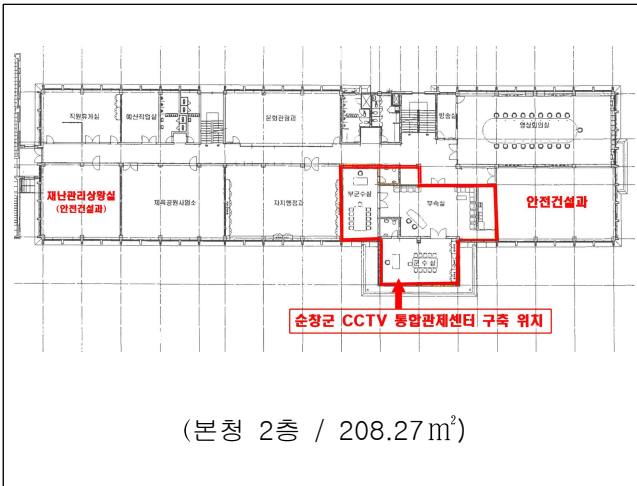 직원휴게실
예산작업실
문화관광과
방송실
영상회의실
재난관리상황실
(안전건설과)
체육공원사업소
자치행정과
부군수실
부속실
안전건설과
군수실
순창군 CCTV 통합관제센터 구축 위치
(본청 2층 / 208.27㎡)